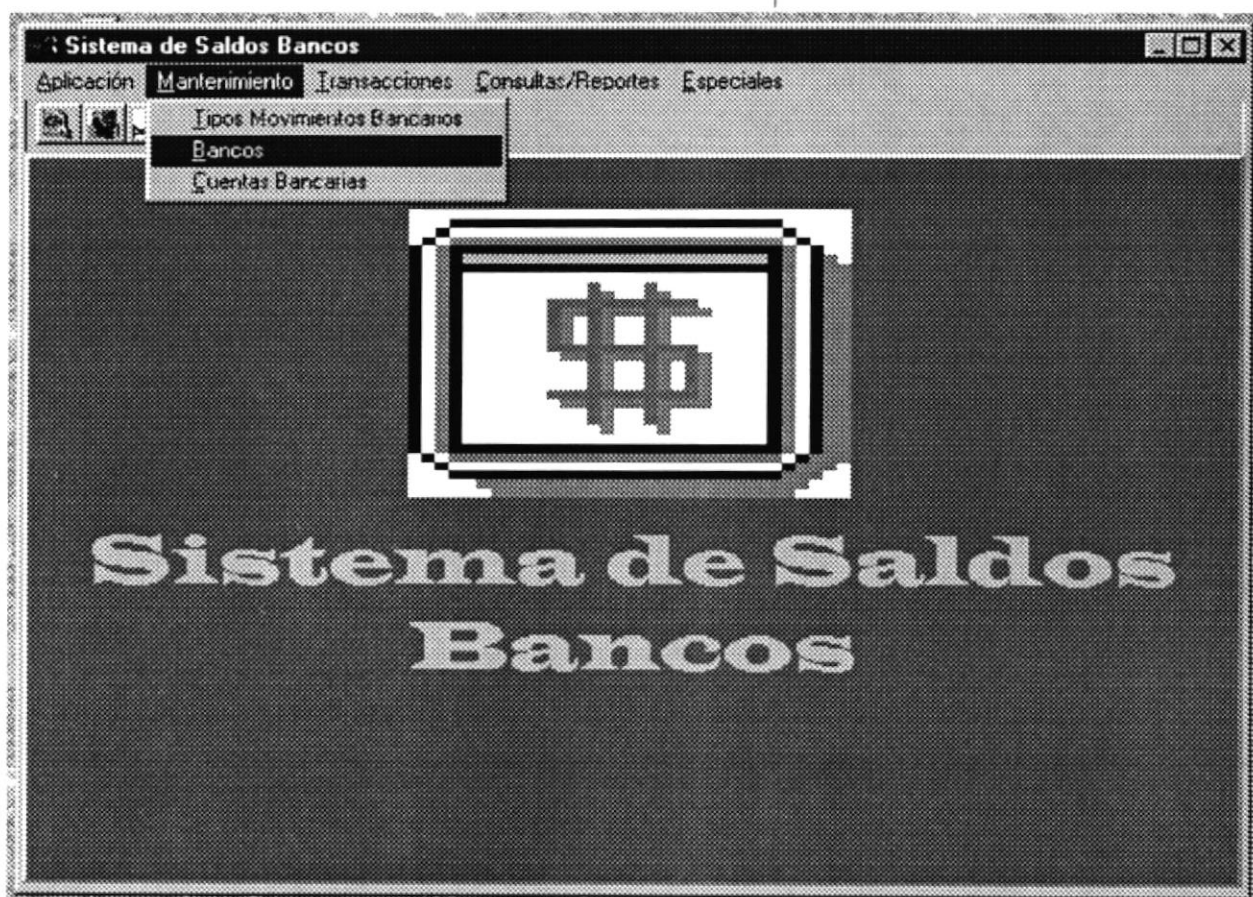 Sistema de Saldos Bancos
Aplicación Mantenimiento Transacciones Consultas/Reportes Especiales
Tipos Movimientos Bancarios
Bancos
Cuentas Bancarias
$
Sistema de Saldos
Bancos